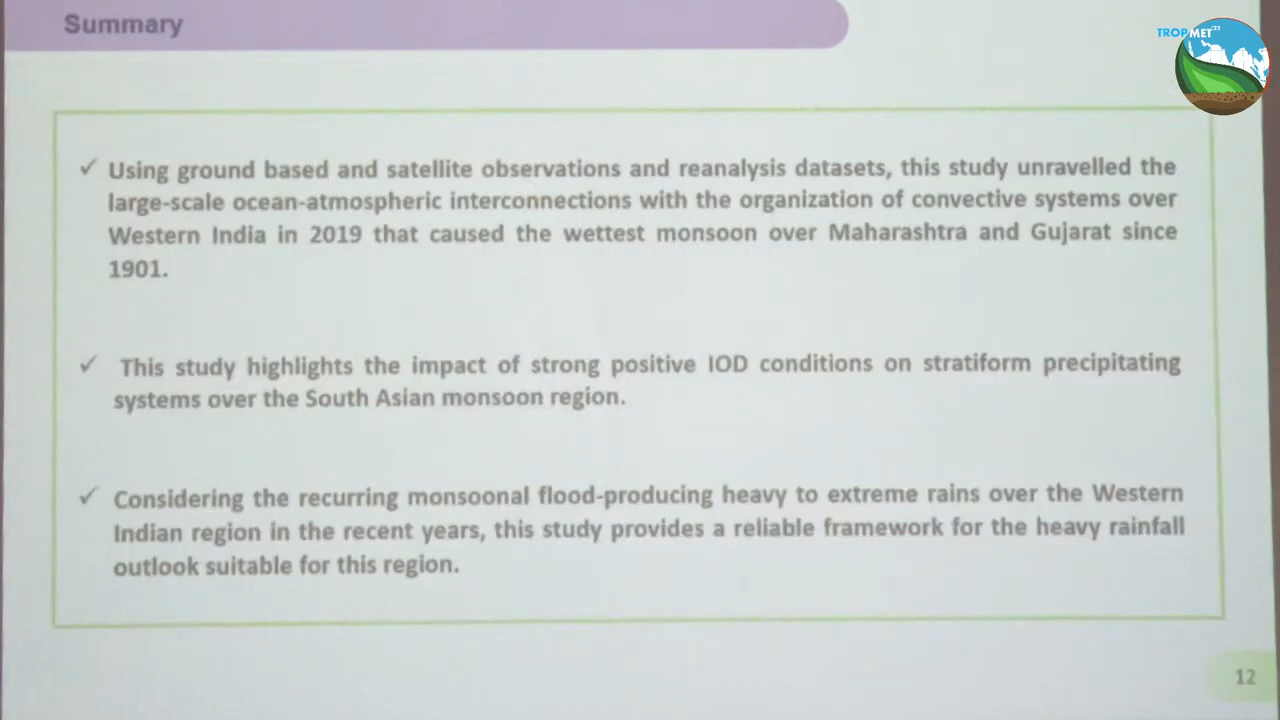 Summary
TROPMET'22
✓ Using ground based and satellite observations and reanalysis datasets, this study unravelled the
large-scale ocean-atmospheric interconnections with the organization of convective systems over
Western India in 2019 that caused the wettest monsoon over Maharashtra and Gujarat since
1901.
✓ This study highlights the impact of strong positive IOD conditions on stratiform precipitating
systems over the South Asian monsoon region.
✓ Considering the recurring monsoonal flood-producing heavy to extreme rains over the Western
Indian region in the recent years, this study provides a reliable framework for the heavy rainfall
outlook suitable for this region.
12